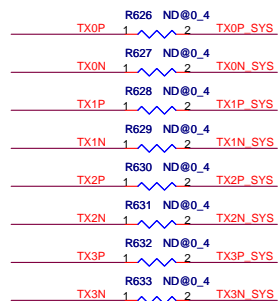 R626 ND@0_4
TX0P 1 2 TX0P_SYS
R627 ND@0_4
TX0N 1 2 TX0N_SYS
R628 ND@0_4
TX1P 1 2 TX1P_SYS
R629 ND@0_4
TX1N 1 2 TX1N_SYS
R630 ND@0_4
TX2P 1 2 TX2P_SYS
R631 ND@0_4
TX2N 1 2 TX2N_SYS
R632 ND@0_4
TX3P 1 2 TX3P_SYS
R633 ND@0_4
TX3N 1 2 TX3N_SYS